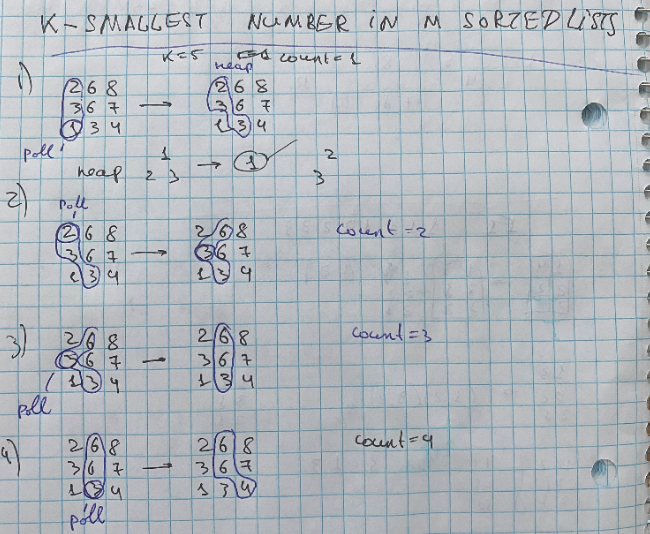 K-SMALLEST NUMBER IN M SORTED LISTS
K=5 count=1
heap
1)
2 6 8 → 2 6 8
3 6 7 3 6 7
1 3 4 1 3 4
poll
heap 1 2 3 → 1 2 3
2)
poll
2 6 8 2 6 8 count=2
3 6 7 → 3 6 7
1 3 4 1 3 4
3)
2 6 8 2 6 8 count=3
3 6 7 → 3 6 7
1 3 4 1 3 4
poll
4)
2 6 8 2 6 8 count=4
3 6 7 → 3 6 7
1 3 4 1 3 4
poll